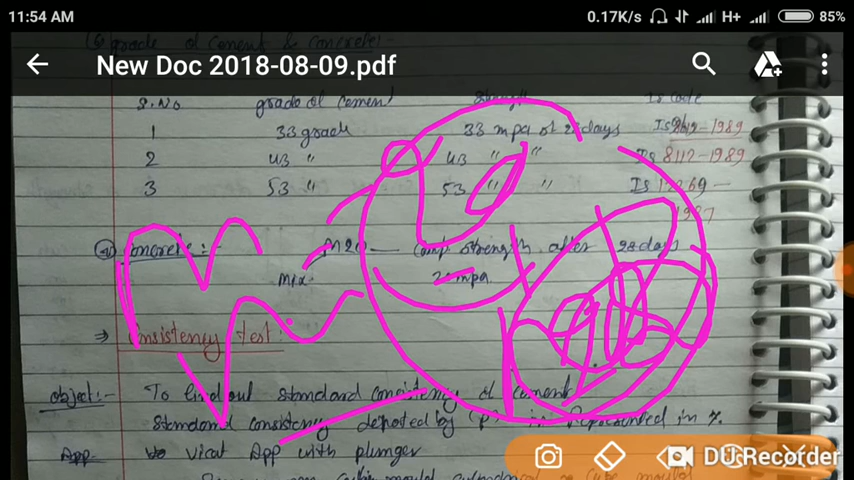 11:54 AM 0.17K/s H+ 85%
New Doc 2018-08-09.pdf
grade of cement & concrete:-
S.No grade of cement strength Is code
1 33 grade 33 mpa at 28 days Is 1989
2 43 " 43 " " Is 8112-1989
3 53 " 53 " " Is 12269 -
Concrete:- M20 — comp strength after 28 days
Mix. 20 mpa.
⇒ Consistency test:
Object:- To find out standard consistency of cement
standard consistency denoted by 'P' is Represented in %.
App. Vicat App with plunger
DU Recorder